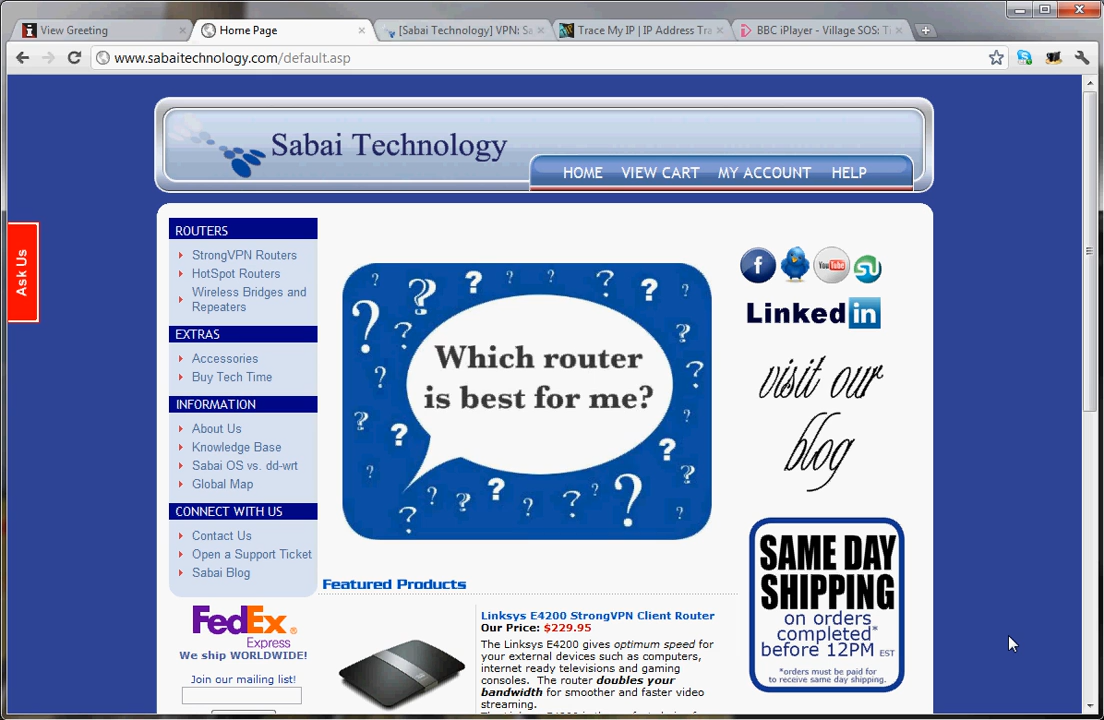 View Greeting
Home Page
[Sabai Technology] VPN: Sa
Trace My IP | IP Address Tra
BBC iPlayer - Village SOS: Ti
www.sabaitechnology.com/default.asp
Sabai Technology
HOME VIEW CART MY ACCOUNT HELP
Ask Us
ROUTERS
StrongVPN Routers
HotSpot Routers
Wireless Bridges and
Repeaters
EXTRAS
Accessories
Buy Tech Time
INFORMATION
About Us
Knowledge Base
Sabai OS vs. dd-wrt
Global Map
CONNECT WITH US
Contact Us
Open a Support Ticket
Sabai Blog
FedEx®
Express
We ship WORLDWIDE!
Join our mailing list!
Which router
is best for me?
Featured Products
Linksys E4200 StrongVPN Client Router
Our Price: $229.95
The Linksys E4200 gives optimum speed for
your external devices such as computers,
internet ready televisions and gaming
consoles. The router doubles your
bandwidth for smoother and faster video
streaming.
f
You Tube
Linked in
visit our
blog
SAME DAY
SHIPPING
on orders
completed*
before 12PM EST
*orders must be paid for
to receive same day shipping.